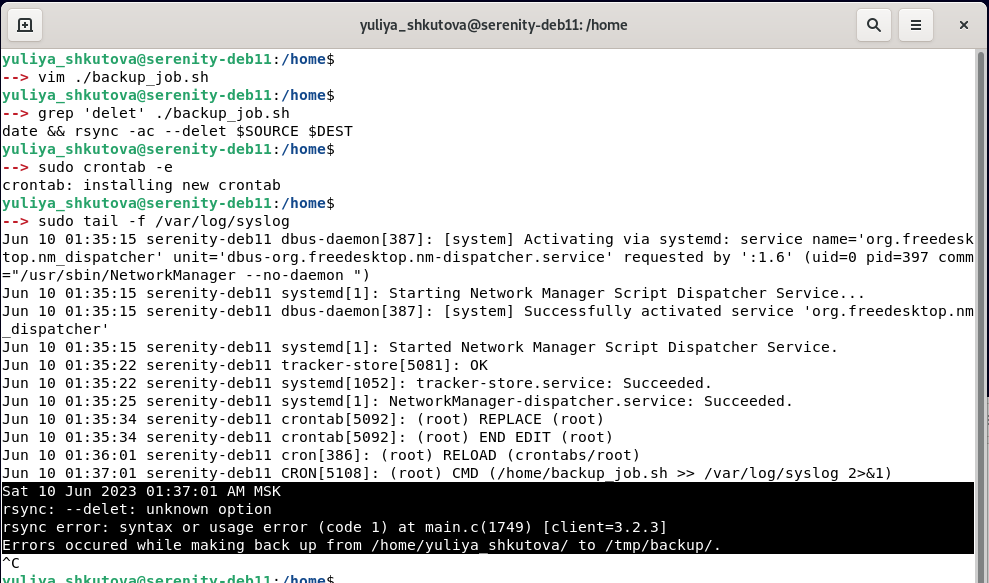 yuliya_shkutova@serenity-deb11: /home
yuliya_shkutova@serenity-deb11:/home$
--> vim ./backup_job.sh
yuliya_shkutova@serenity-deb11:/home$
--> grep 'delet' ./backup_job.sh
date && rsync -ac --delet $SOURCE $DEST
yuliya_shkutova@serenity-deb11:/home$
--> sudo crontab -e
crontab: installing new crontab
yuliya_shkutova@serenity-deb11:/home$
--> sudo tail -f /var/log/syslog
Jun 10 01:35:15 serenity-deb11 dbus-daemon[387]: [system] Activating via systemd: service name='org.freedesk
top.nm_dispatcher' unit='dbus-org.freedesktop.nm-dispatcher.service' requested by ':1.6' (uid=0 pid=397 comm
="/usr/sbin/NetworkManager --no-daemon ")
Jun 10 01:35:15 serenity-deb11 systemd[1]: Starting Network Manager Script Dispatcher Service...
Jun 10 01:35:15 serenity-deb11 dbus-daemon[387]: [system] Successfully activated service 'org.freedesktop.nm
_dispatcher'
Jun 10 01:35:15 serenity-deb11 systemd[1]: Started Network Manager Script Dispatcher Service.
Jun 10 01:35:22 serenity-deb11 tracker-store[5081]: OK
Jun 10 01:35:22 serenity-deb11 systemd[1052]: tracker-store.service: Succeeded.
Jun 10 01:35:25 serenity-deb11 systemd[1]: NetworkManager-dispatcher.service: Succeeded.
Jun 10 01:35:34 serenity-deb11 crontab[5092]: (root) REPLACE (root)
Jun 10 01:35:34 serenity-deb11 crontab[5092]: (root) END EDIT (root)
Jun 10 01:36:01 serenity-deb11 cron[386]: (root) RELOAD (crontabs/root)
Jun 10 01:37:01 serenity-deb11 CRON[5108]: (root) CMD (/home/backup_job.sh >> /var/log/syslog 2>&1)
Sat 10 Jun 2023 01:37:01 AM MSK
rsync: --delet: unknown option
rsync error: syntax or usage error (code 1) at main.c(1749) [client=3.2.3]
Errors occured while making back up from /home/yuliya_shkutova/ to /tmp/backup/.
^C
yuliya_shkutova@serenity-deb11:/home$